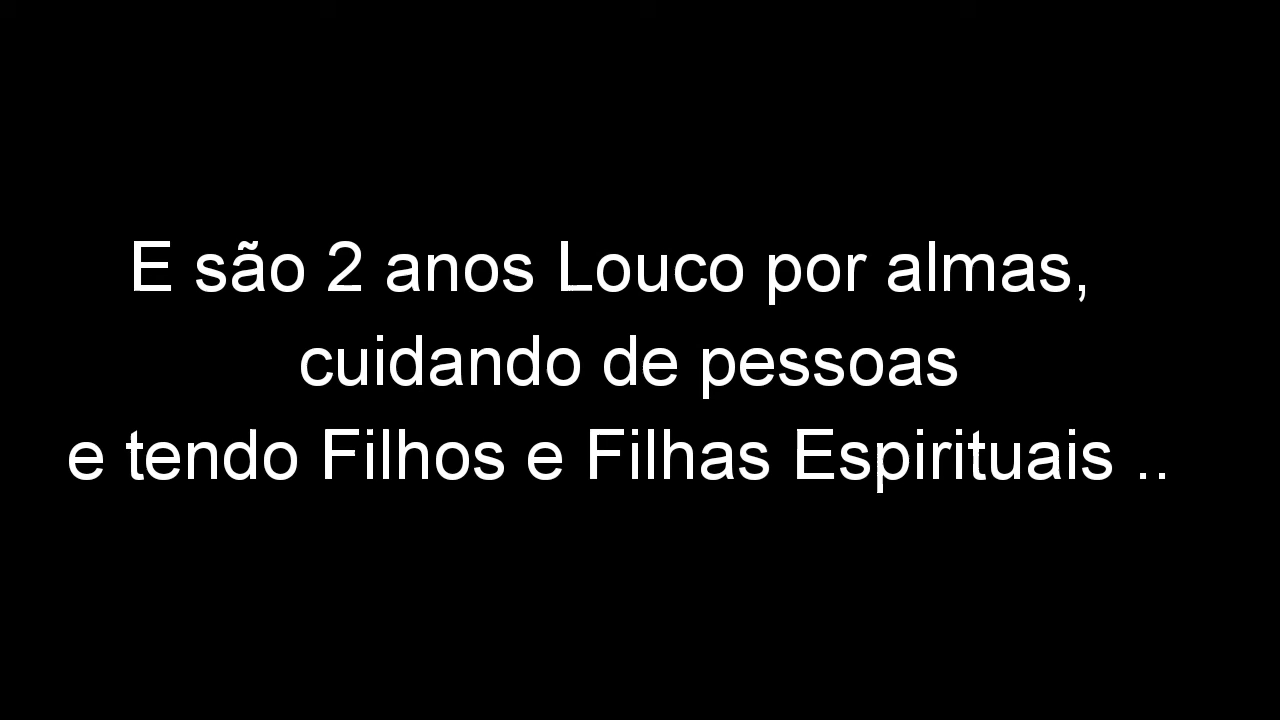 E são 2 anos Louco por almas,
cuidando de pessoas
e tendo Filhos e Filhas Espirituais ..